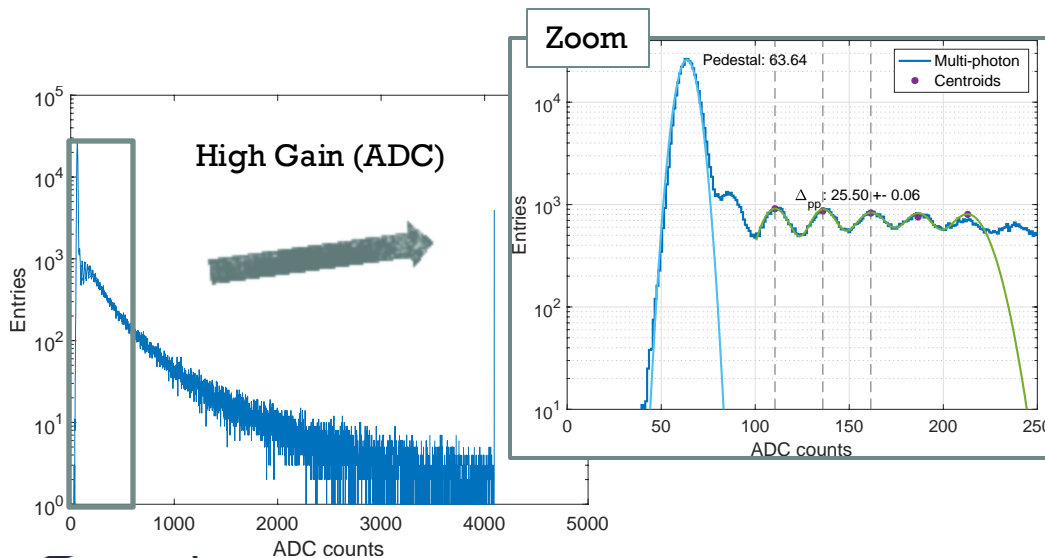 Zoom
Pedestal: 63.64
Multi-photon
Centroids
Δpp: 25.50 +- 0.06
10^4
10^3
10^2
10^1
Entries
0 50 100 150 200 250
ADC counts
High Gain (ADC)
10^5
10^4
10^3
10^2
10^1
10^0
Entries
0 1000 2000 3000 4000 5000
ADC counts